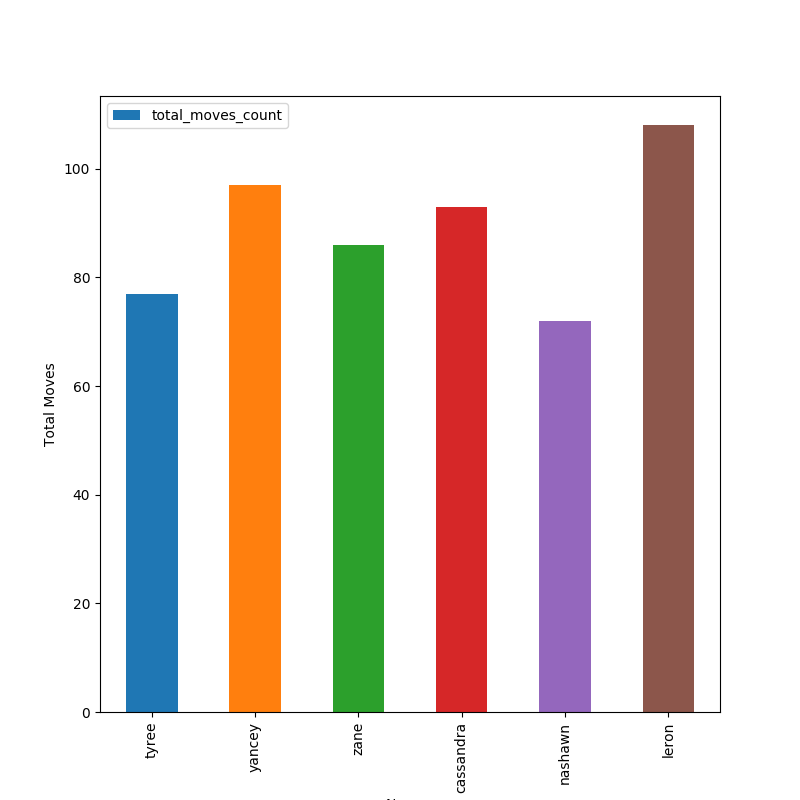 total_moves_count
Total Moves
100
80
60
40
20
0
tyree
yancey
zane
cassandra
nashawn
leron